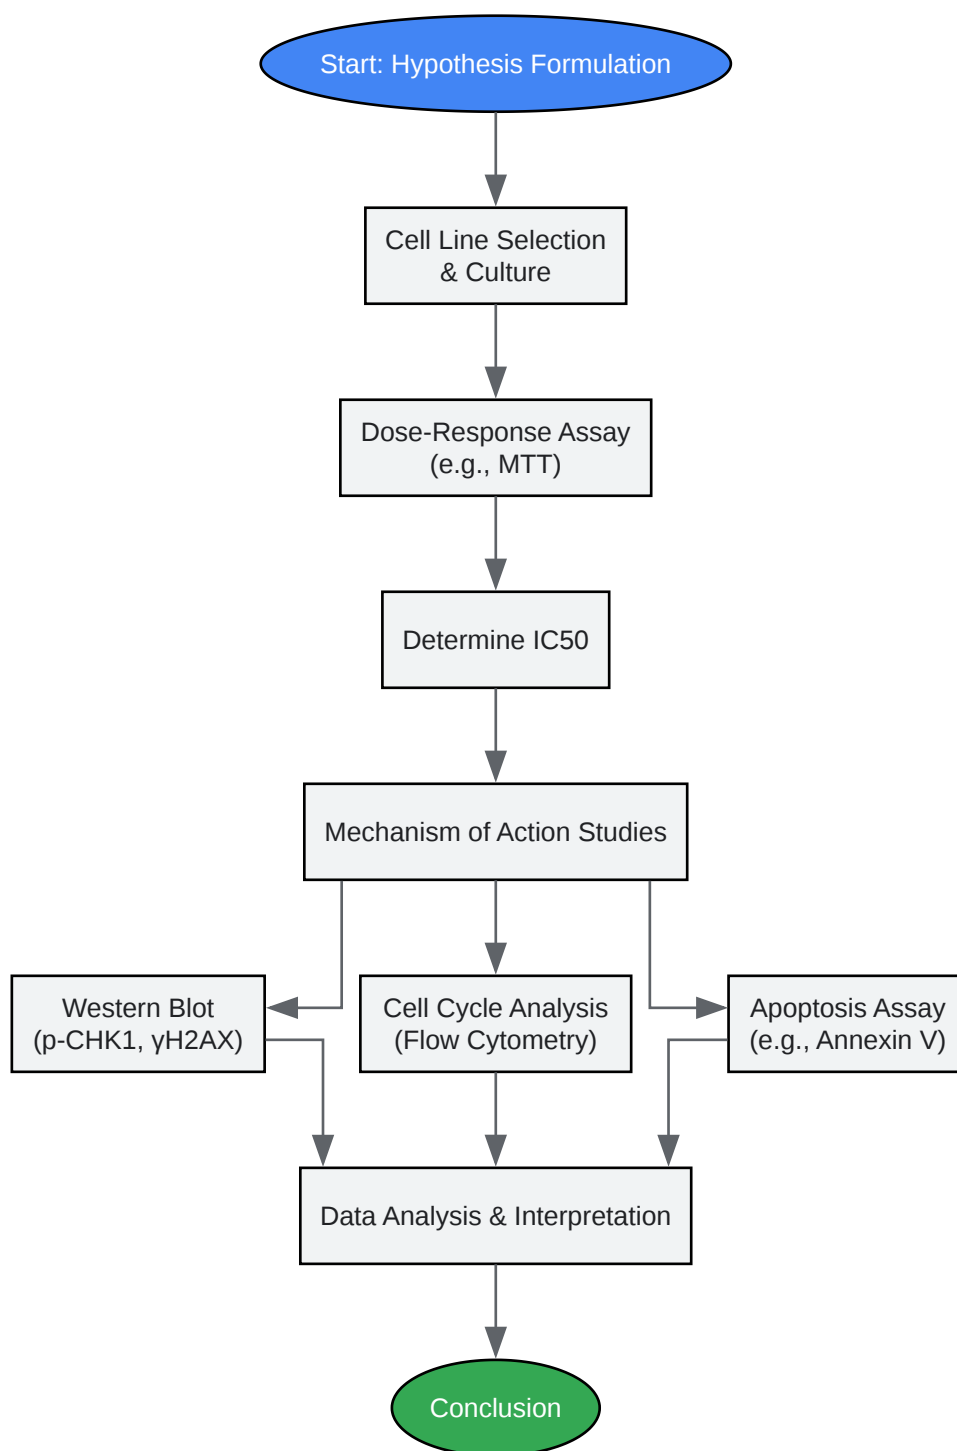 Start: Hypothesis Formulation
Cell Line Selection
& Culture
Dose-Response Assay
(e.g., MTT)
Determine IC50
Mechanism of Action Studies
Western Blot
(p-CHK1, γH2AX)
Cell Cycle Analysis
(Flow Cytometry)
Apoptosis Assay
(e.g., Annexin V)
Data Analysis & Interpretation
Conclusion